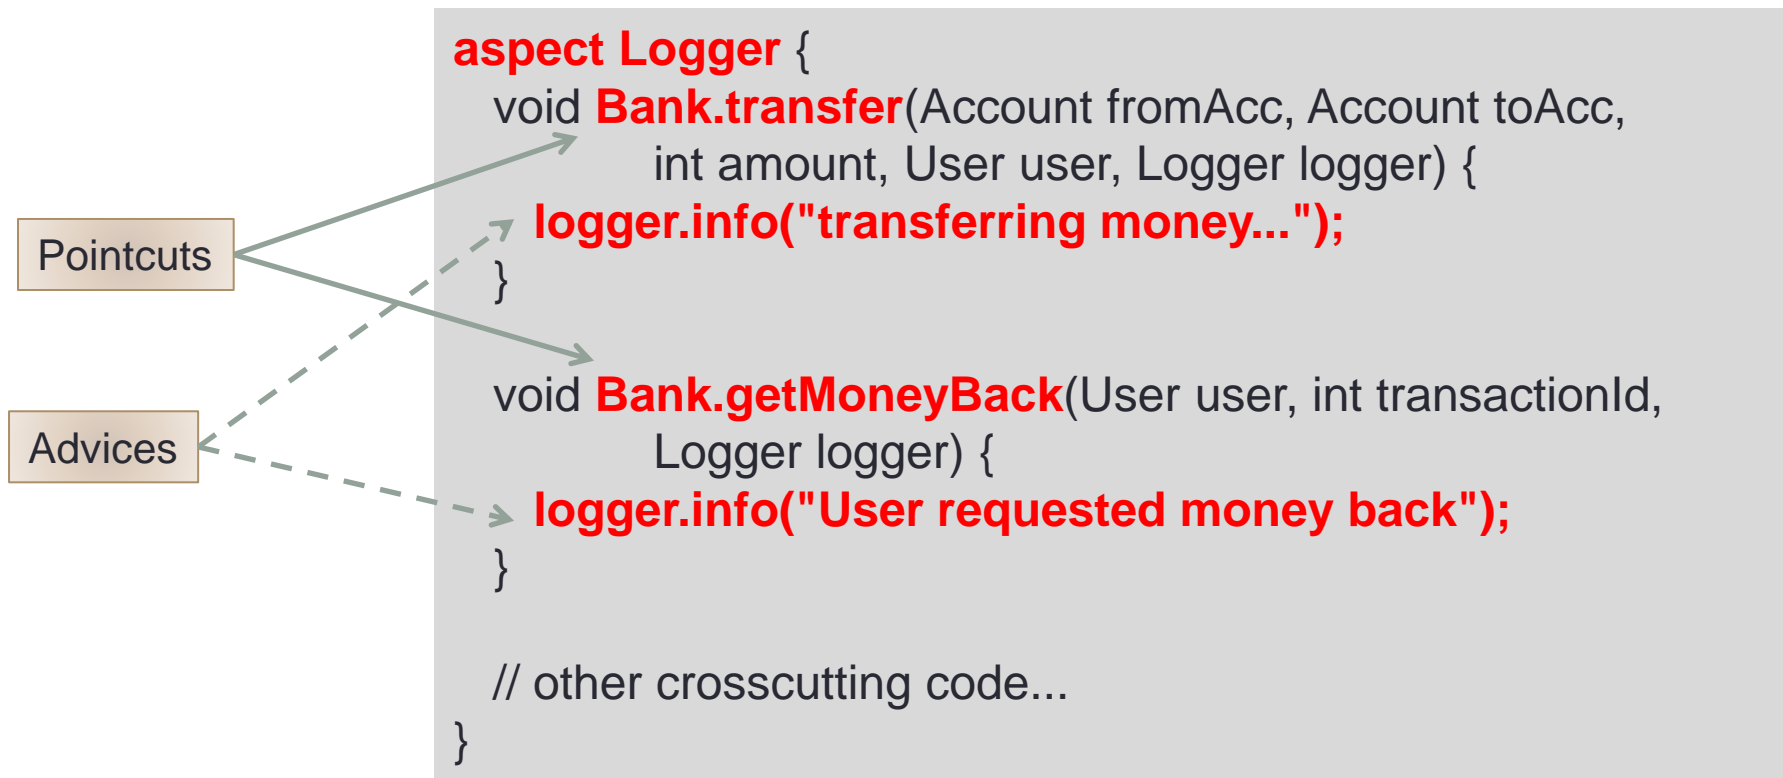 aspect Logger {
void Bank.transfer(Account fromAcc, Account toAcc,
int amount, User user, Logger logger) {
logger.info("transferring money...");
}
Pointcuts
void Bank.getMoneyBack(User user, int transactionId,
Logger logger) {
Advices
logger.info("User requested money back");
}
// other crosscutting code...
}